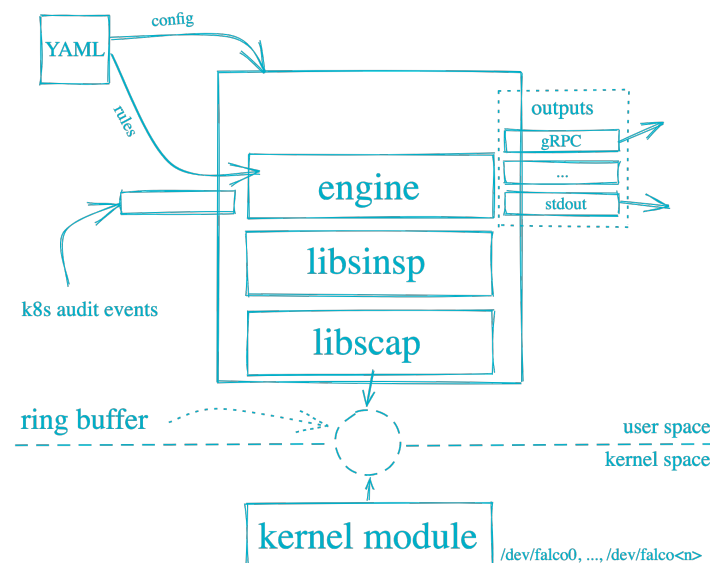 config
YAML
rules
outputs
gRPC
...
stdout
engine
libsinsp
libscap
k8s audit events
ring buffer
user space
kernel space
kernel module
/dev/falco0, ..., /dev/falco<n>